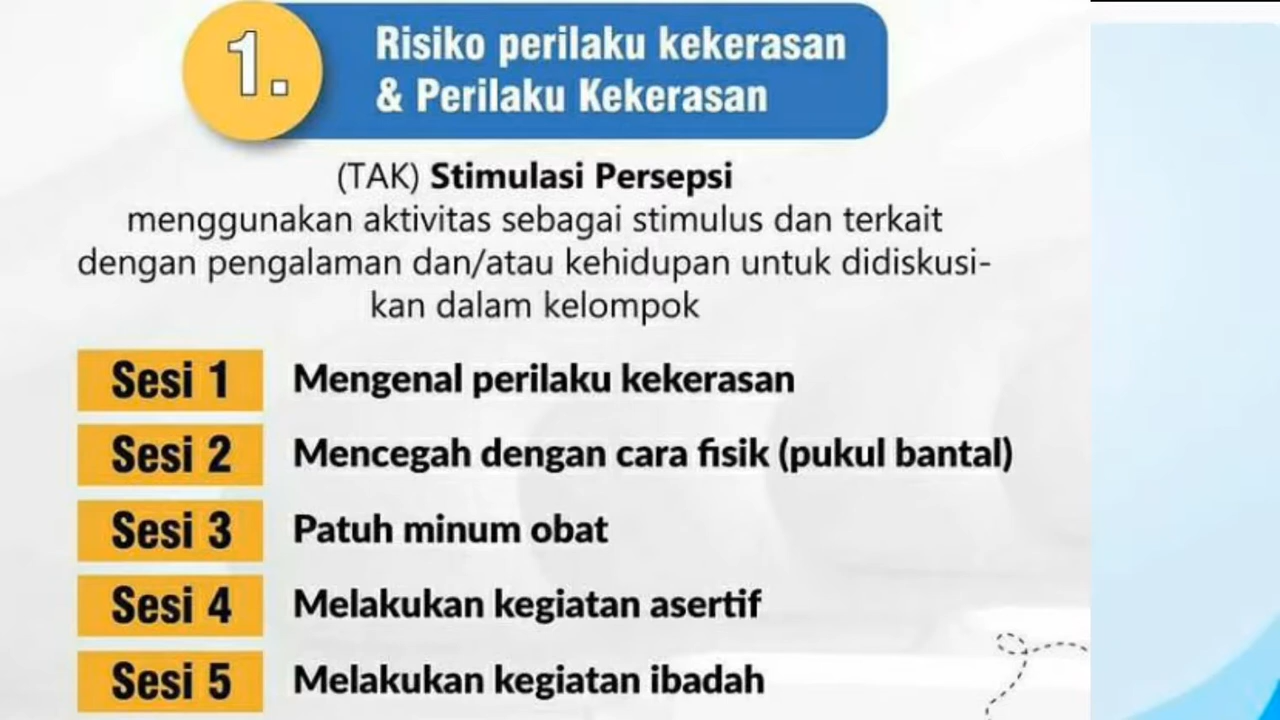 1.
Risiko perilaku kekerasan
& Perilaku Kekerasan
(TAK) Stimulasi Persepsi
menggunakan aktivitas sebagai stimulus dan terkait
dengan pengalaman dan/atau kehidupan untuk didiskusi-
kan dalam kelompok
Sesi 1 Mengenal perilaku kekerasan
Sesi 2 Mencegah dengan cara fisik (pukul bantal)
Sesi 3 Patuh minum obat
Sesi 4 Melakukan kegiatan asertif
Sesi 5 Melakukan kegiatan ibadah